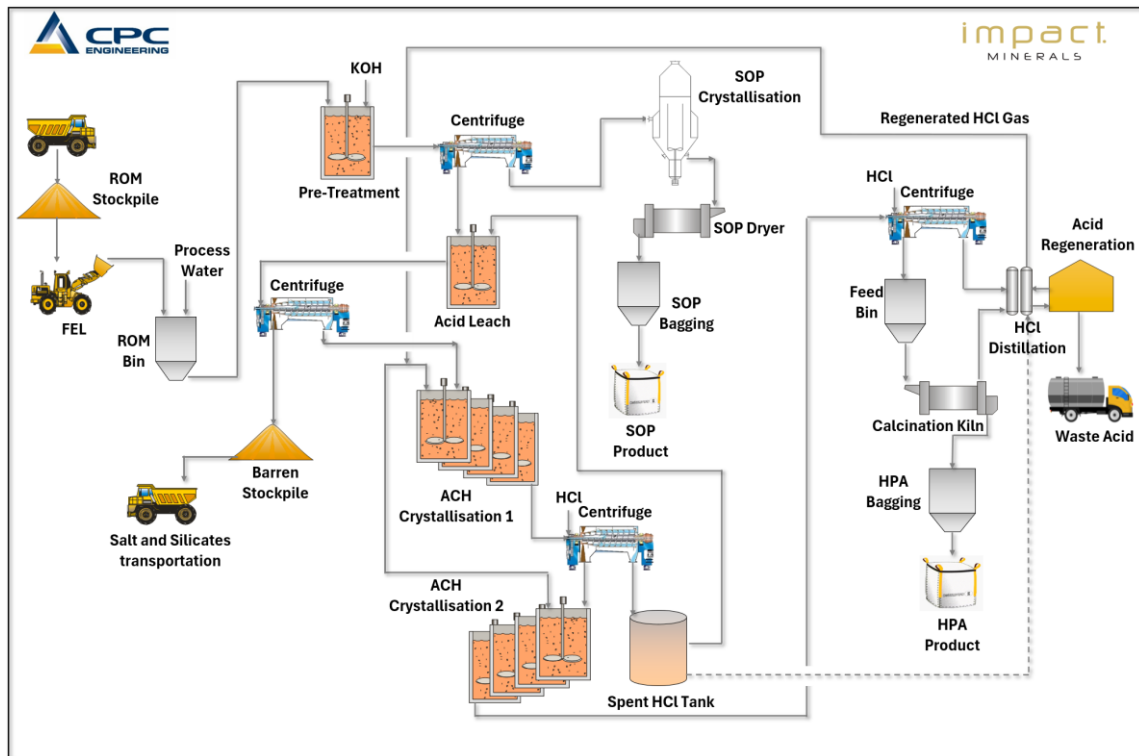 CPC
ENGINEERING
impact
MINERALS
KOH
SOP
Crystallisation
Centrifuge
Regenerated HCl Gas
ROM
Stockpile
Pre-Treatment
HCl
Centrifuge
Process
Water
SOP Dryer
Acid
Regeneration
Centrifuge
FEL
Acid Leach
SOP
Bagging
Feed
Bin
HCl
Distillation
ROM
Bin
Calcination Kiln
Waste Acid
SOP
Product
Barren
Stockpile
HPA
Bagging
ACH
Crystallisation 1
HCl
Centrifuge
Salt and Silicates
transportation
ACH
Crystallisation 2
HPA
Product
Spent HCl Tank